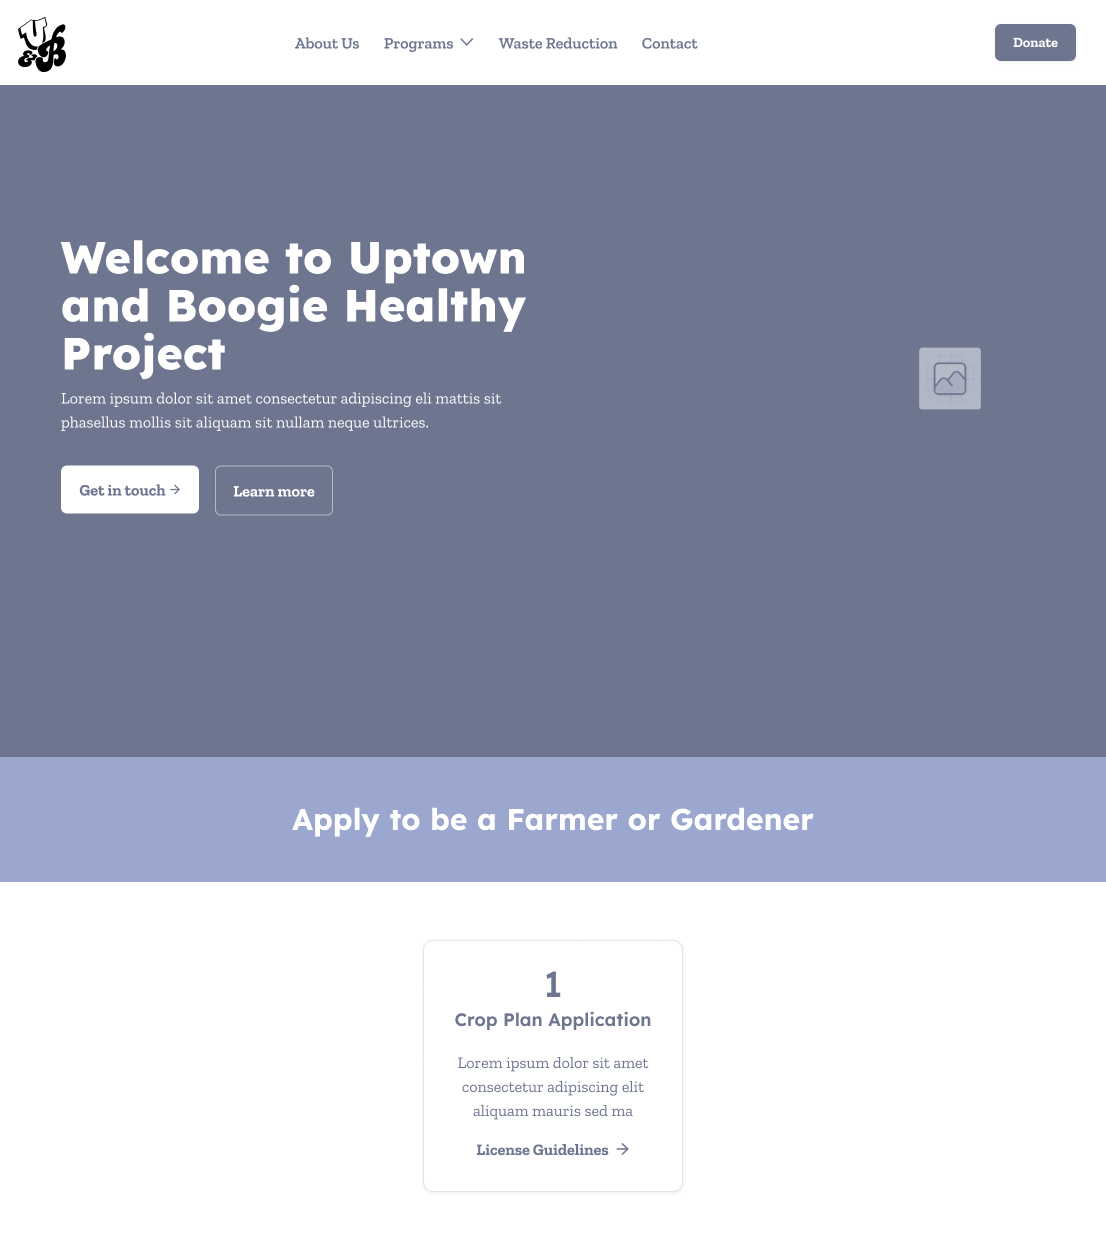 U
&B
About Us
Programs
Waste Reduction
Contact
Donate
Welcome to Uptown
and Boogie Healthy
Project
Lorem ipsum dolor sit amet consectetur adipiscing eli mattis sit
phasellus mollis sit aliquam sit nullam neque ultrices.
Get in touch →
Learn more
Apply to be a Farmer or Gardener
1
Crop Plan Application
Lorem ipsum dolor sit amet
consectetur adipiscing elit
aliquam mauris sed ma
License Guidelines →